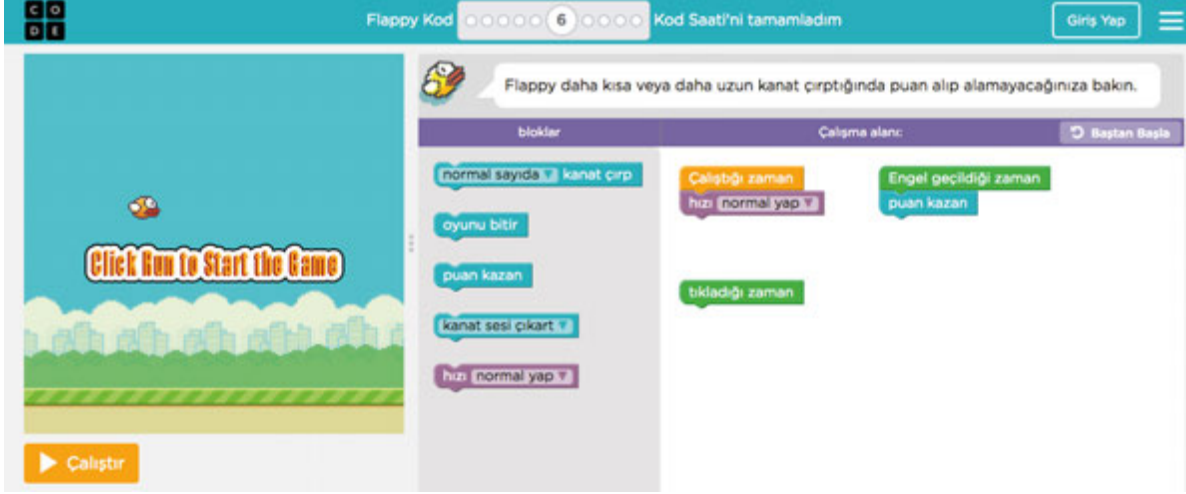 C O
D E
Flappy Kod
6
Kod Saati'ni tamamladım
Giriş Yap
Flappy daha kısa veya daha uzun kanat çırptığında puan alıp alamayacağınıza bakın.
bloklar
Çalışma alanı:
Baştan Başla
normal sayıda kanat çırp
oyunu bitir
puan kazan
kanat sesi çıkart
hızı normal yap
Çalıştığı zaman
hızı normal yap
Engel geçildiği zaman
puan kazan
tıkladığı zaman
Click Run to Start the Game
Çalıştır